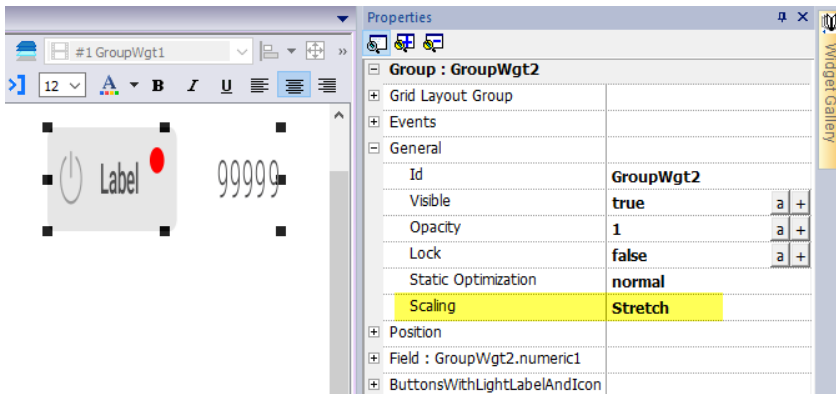 Properties
#1 GroupWgt1
»
12 A B I U
Label
99999
Group : GroupWgt2
Grid Layout Group
Events
General
Id GroupWgt2
Visible true a +
Opacity 1 a +
Lock false a +
Static Optimization normal
Scaling Stretch
Position
Field : GroupWgt2.numeric1
ButtonsWithLightLabelAndIcon
Widget Gallery